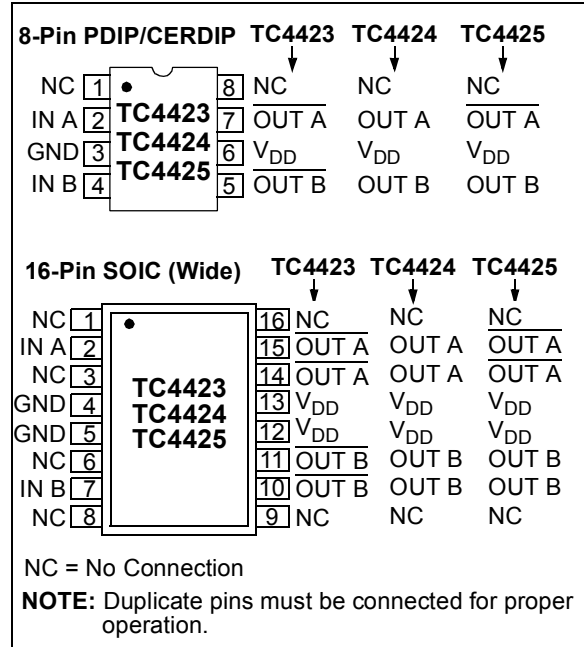 8-Pin PDIP/CERDIP TC4423 TC4424 TC4425
NC 1 8 NC NC NC
IN A 2 TC4423 7 OUT A OUT A OUT A
GND 3 TC4424 6 VDD VDD VDD
IN B 4 TC4425 5 OUT B OUT B OUT B
16-Pin SOIC (Wide) TC4423 TC4424 TC4425
NC 1 16 NC NC NC
IN A 2 15 OUT A OUT A OUT A
NC 3 TC4423 14 OUT A OUT A OUT A
GND 4 TC4424 13 VDD VDD VDD
GND 5 TC4425 12 VDD VDD VDD
NC 6 11 OUT B OUT B OUT B
IN B 7 10 OUT B OUT B OUT B
NC 8 9 NC NC NC
NC = No Connection
NOTE: Duplicate pins must be connected for proper
operation.